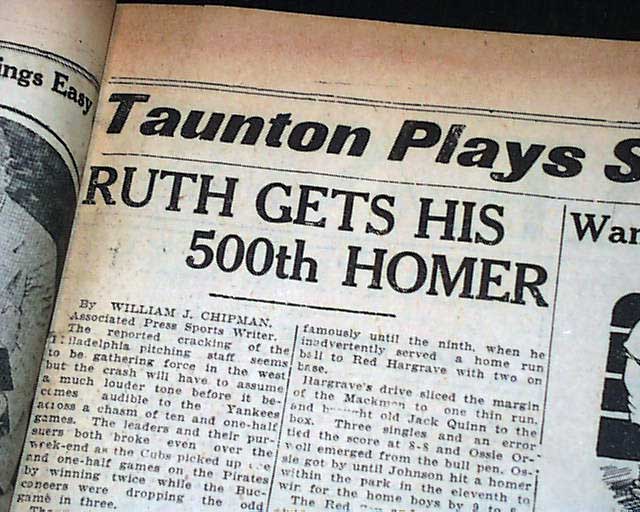 ings Easy
Taunton Plays S
RUTH GETS HIS
500th HOMER
By WILLIAM J. CHIPMAN.
Associated Press Sports Writer.
The reported cracking of the
iladelphia pitching staff seems
to be gathering force in the west
but the crash will have to assume
a much louder tone before it be-
comes audible to the Yankees
across a chasm of ten and one-half
games. The leaders and their pur-
suers both broke even over the
week-end as the Cubs picked up
and one-half games on the Pirates
by winning twice while the Buc-
caneers were dropping the odd
game in three.
famously until the ninth, when he
inadvertently served a home run
ball to Red Hargrave with two on
base.
Hargrave's drive sliced the margin
of the Mackmen to one thin run,
and old Jack Quinn to the
box. Three singles and an error
tied the score at 8-8 and Ossie Or-
woll emerged from the bull pen. Os-
sie got by until Johnson hit a homer
within the park in the eleventh to
win for the home boys by 9 to 8.
The Red
War